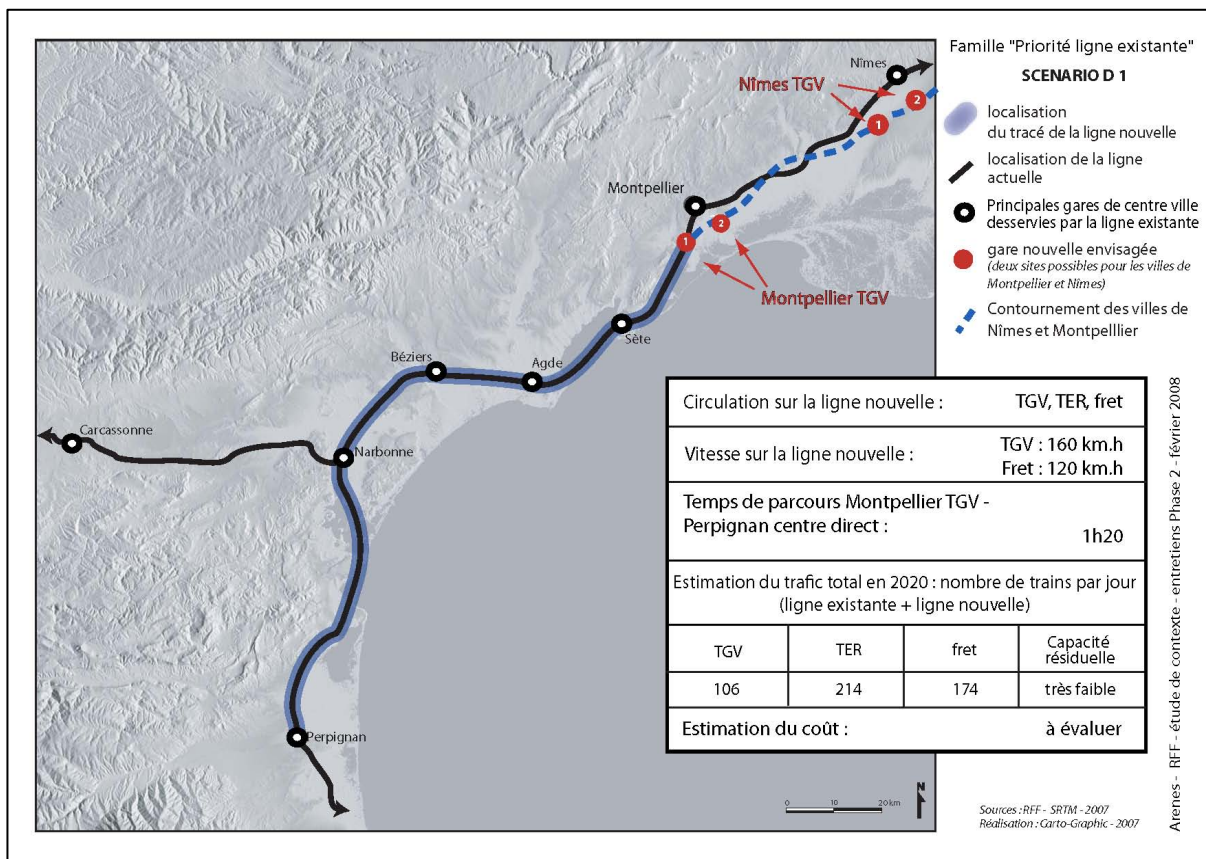 Famille "Priorité ligne existante"
SCENARIO D 1
localisation
du tracé de la ligne nouvelle
localisation de la ligne
actuelle
Principales gares de centre ville
desservies par la ligne existante
gare nouvelle envisagée
(deux sites possibles pour les villes de
Montpellier et Nîmes)
Contournement des villes de
Nîmes et Montpelllier
Nîmes
Nîmes TGV
2
1
Montpellier
2
1
Montpellier TGV
Sète
Agde
Béziers
Carcassonne
Narbonne
Perpignan
Circulation sur la ligne nouvelle : TGV, TER, fret
Vitesse sur la ligne nouvelle : TGV : 160 km.h
Fret : 120 km.h
Temps de parcours Montpellier TGV -
Perpignan centre direct : 1h20
Estimation du trafic total en 2020 : nombre de trains par jour
(ligne existante + ligne nouvelle)
TGV TER fret Capacité
résiduelle
106 214 174 très faible
Estimation du coût : à évaluer
0 10 20 km
N
Sources : RFF - SRTM - 2007
Réalisation : Carto-Graphic - 2007
Arenes - RFF - étude de contexte - entretiens Phase 2 - février 2008